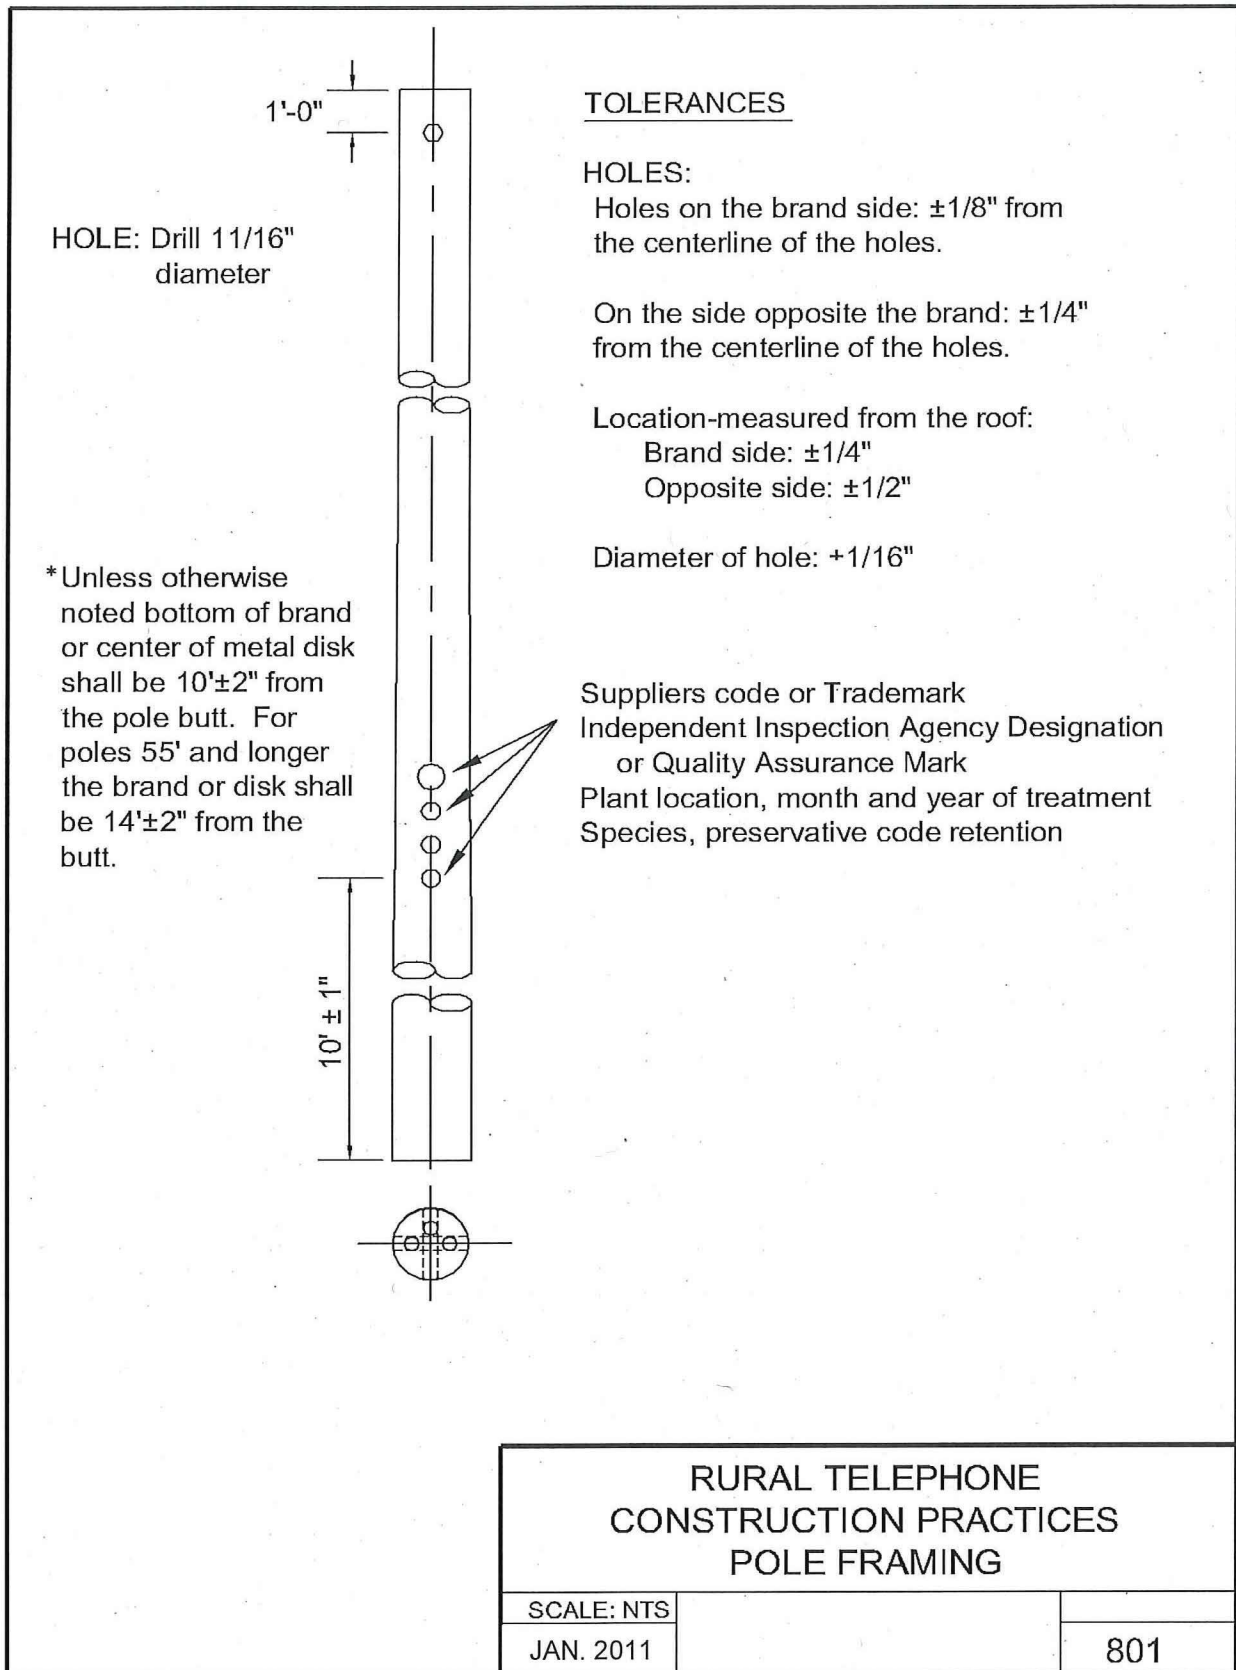 1'-0"
HOLE: Drill 11/16"
diameter
TOLERANCES
HOLES:
Holes on the brand side: ±1/8" from
the centerline of the holes.
On the side opposite the brand: ±1/4"
from the centerline of the holes.
Location-measured from the roof:
Brand side: ±1/4"
Opposite side: ±1/2"
Diameter of hole: +1/16"
*Unless otherwise
noted bottom of brand
or center of metal disk
shall be 10'±2" from
the pole butt. For
poles 55' and longer
the brand or disk shall
be 14'±2" from the
butt.
Suppliers code or Trademark
Independent Inspection Agency Designation
or Quality Assurance Mark
Plant location, month and year of treatment
Species, preservative code retention
10' ± 1"
RURAL TELEPHONE
CONSTRUCTION PRACTICES
POLE FRAMING
SCALE: NTS
JAN. 2011
801